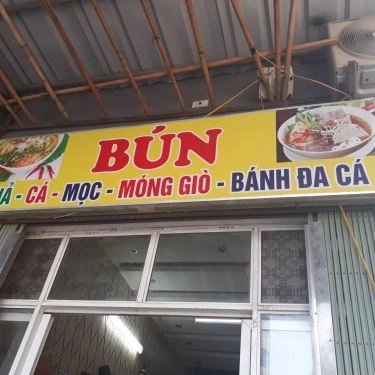 BÚN
- CÁ - MỌC - MÓNG GIÒ - BÁNH ĐA CÁ